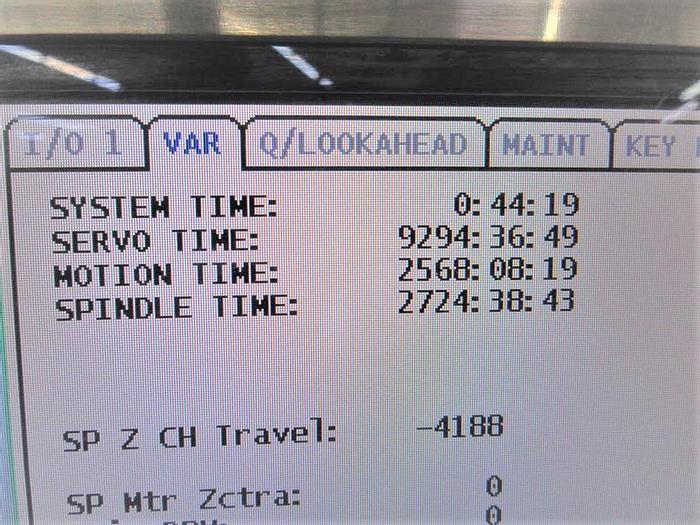 I/O 1 VAR Q/LOOKAHEAD MAINT KEY
SYSTEM TIME: 0:44:19
SERVO TIME: 9294:36:49
MOTION TIME: 2568:08:19
SPINDLE TIME: 2724:38:43
SP Z CH Travel: -4188
SP Mtr Zctra: 0
0